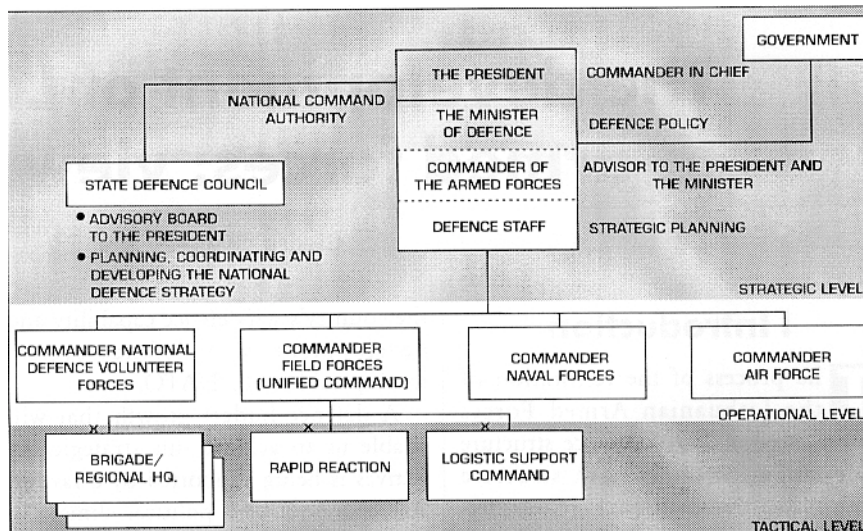 GOVERNMENT
THE PRESIDENT
COMMANDER IN CHIEF
NATIONAL COMMAND
AUTHORITY
THE MINISTER
OF DEFENCE
DEFENCE POLICY
STATE DEFENCE COUNCIL
COMMANDER OF
THE ARMED FORCES
ADVISOR TO THE PRESIDENT AND
THE MINISTER
• ADVISORY BOARD
TO THE PRESIDENT
• PLANNING, COORDINATING AND
DEVELOPING THE NATIONAL
DEFENCE STRATEGY
DEFENCE STAFF
STRATEGIC PLANNING
STRATEGIC LEVEL
COMMANDER NATIONAL
DEFENCE VOLUNTEER
FORCES
COMMANDER
FIELD FORCES
(UNIFIED COMMAND)
COMMANDER
NAVAL FORCES
COMMANDER
AIR FORCE
OPERATIONAL LEVEL
X
X
X
BRIGADE/
REGIONAL HQ.
RAPID REACTION
LOGISTIC SUPPORT
COMMAND
TACTICAL LEVEL